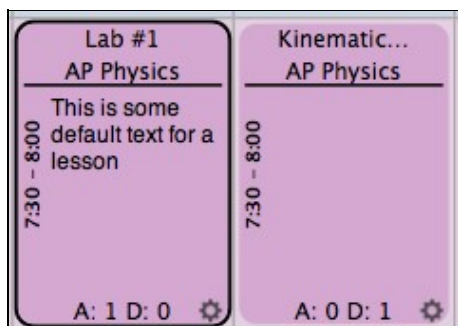 Lab #1
AP Physics
7:30 - 8:00
This is some
default text for a
lesson
A: 1 D: 0
Kinematic...
AP Physics
7:30 - 8:00
A: 0 D: 1